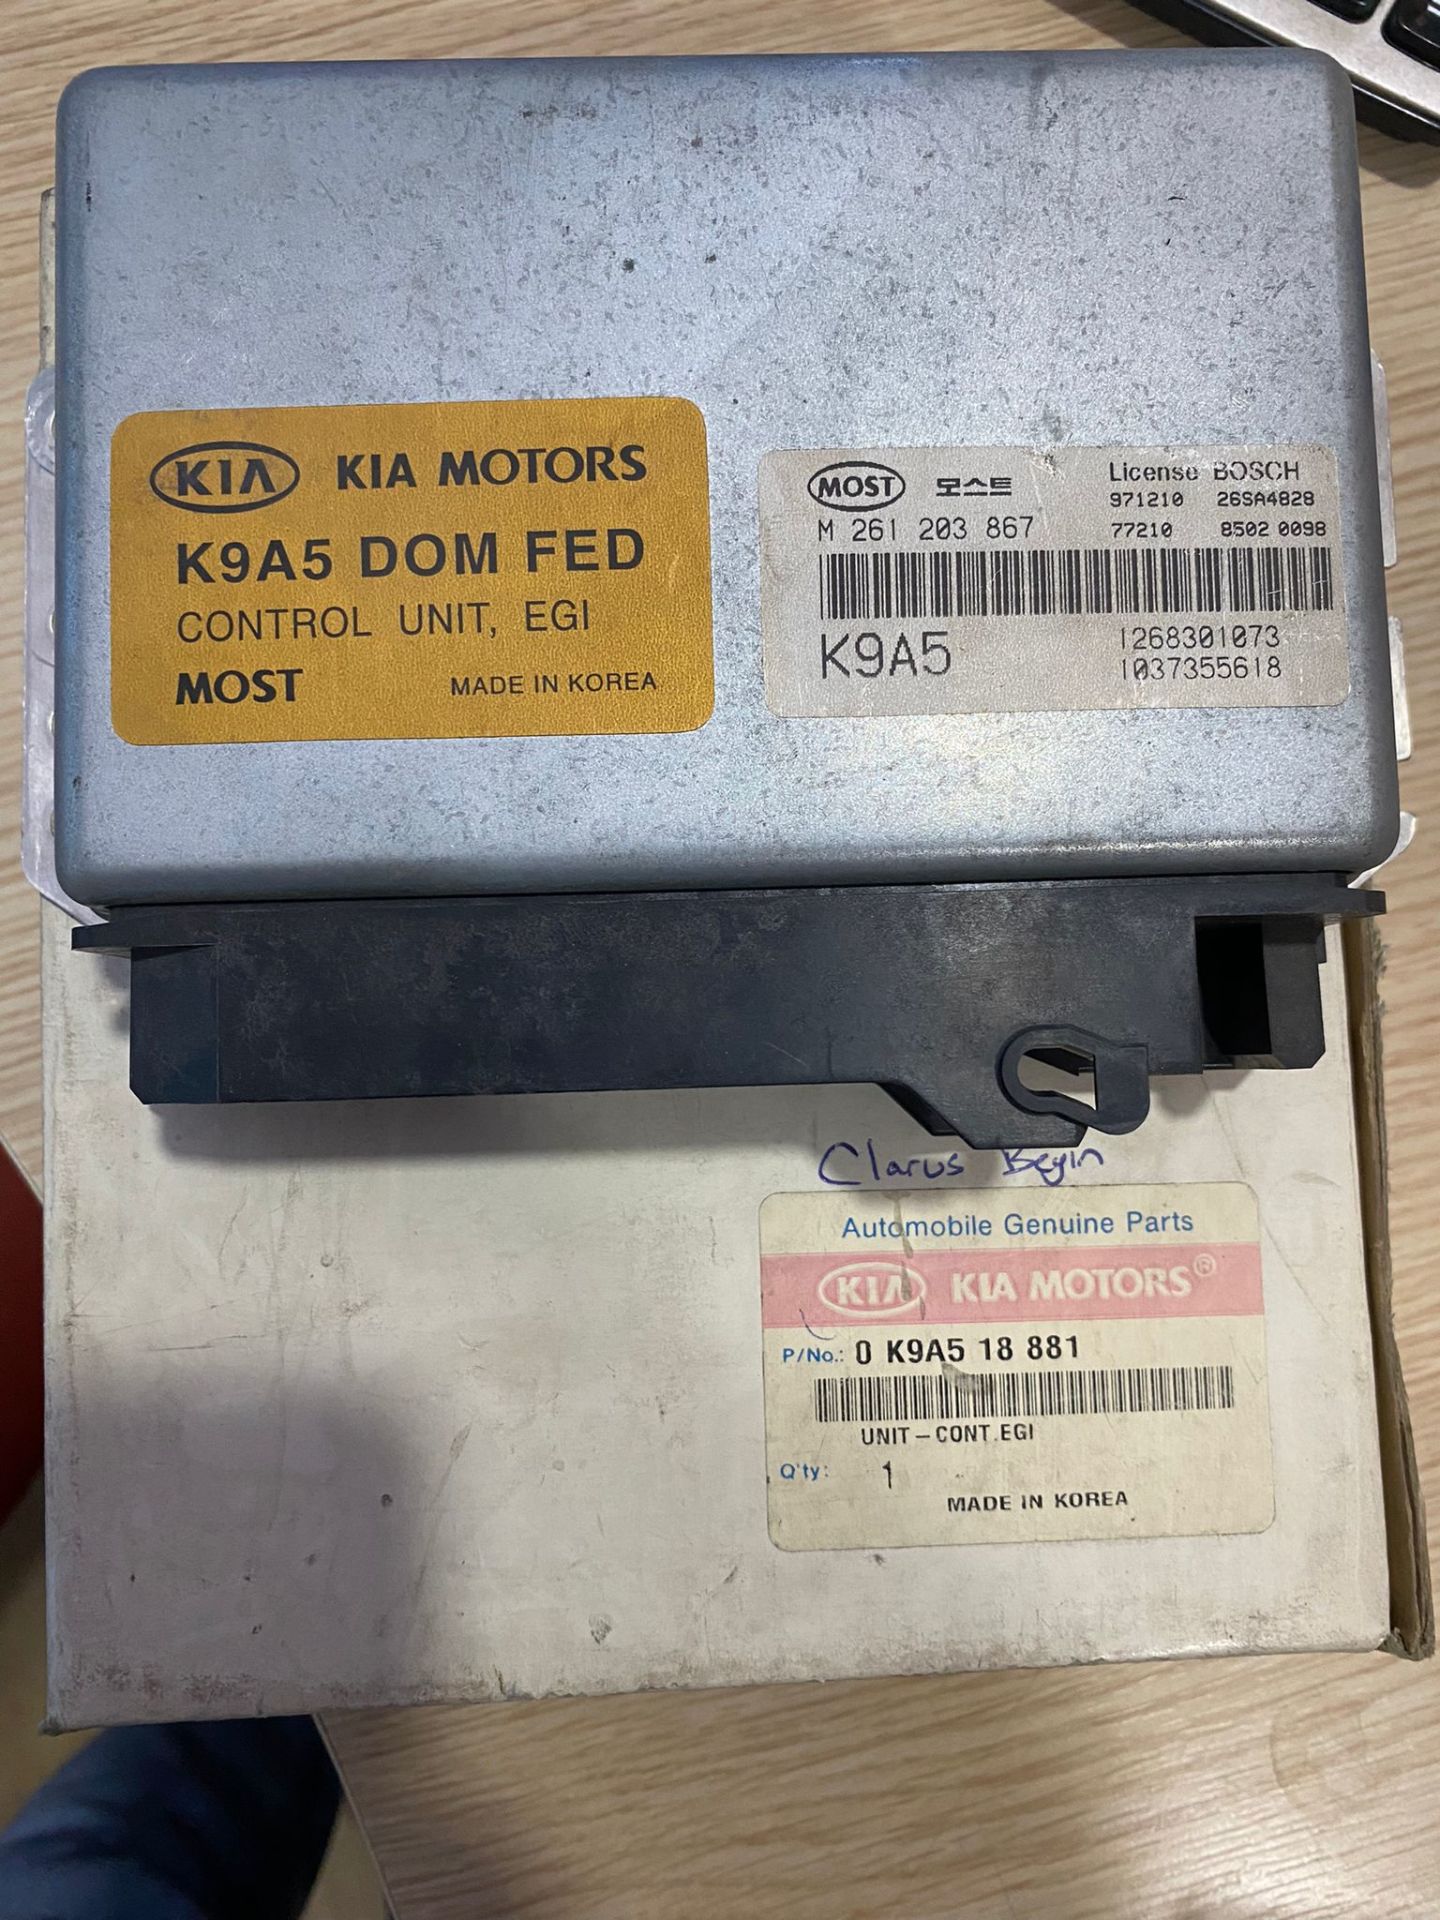 KIA KIA MOTORS
K9A5 DOM FED
CONTROL UNIT, EGI
MOST MADE IN KOREA
MOST 모스트 License BOSCH
971210 26SA4828
M 261 203 867 77210 8502 0098
K9A5 1268301073
1037355618
Clarus Begin
Automobile Genuine Parts
KIA KIA MOTORS®
P/No.: 0 K9A5 18 881
UNIT-CONT.EGI
Q'ty: 1
MADE IN KOREA